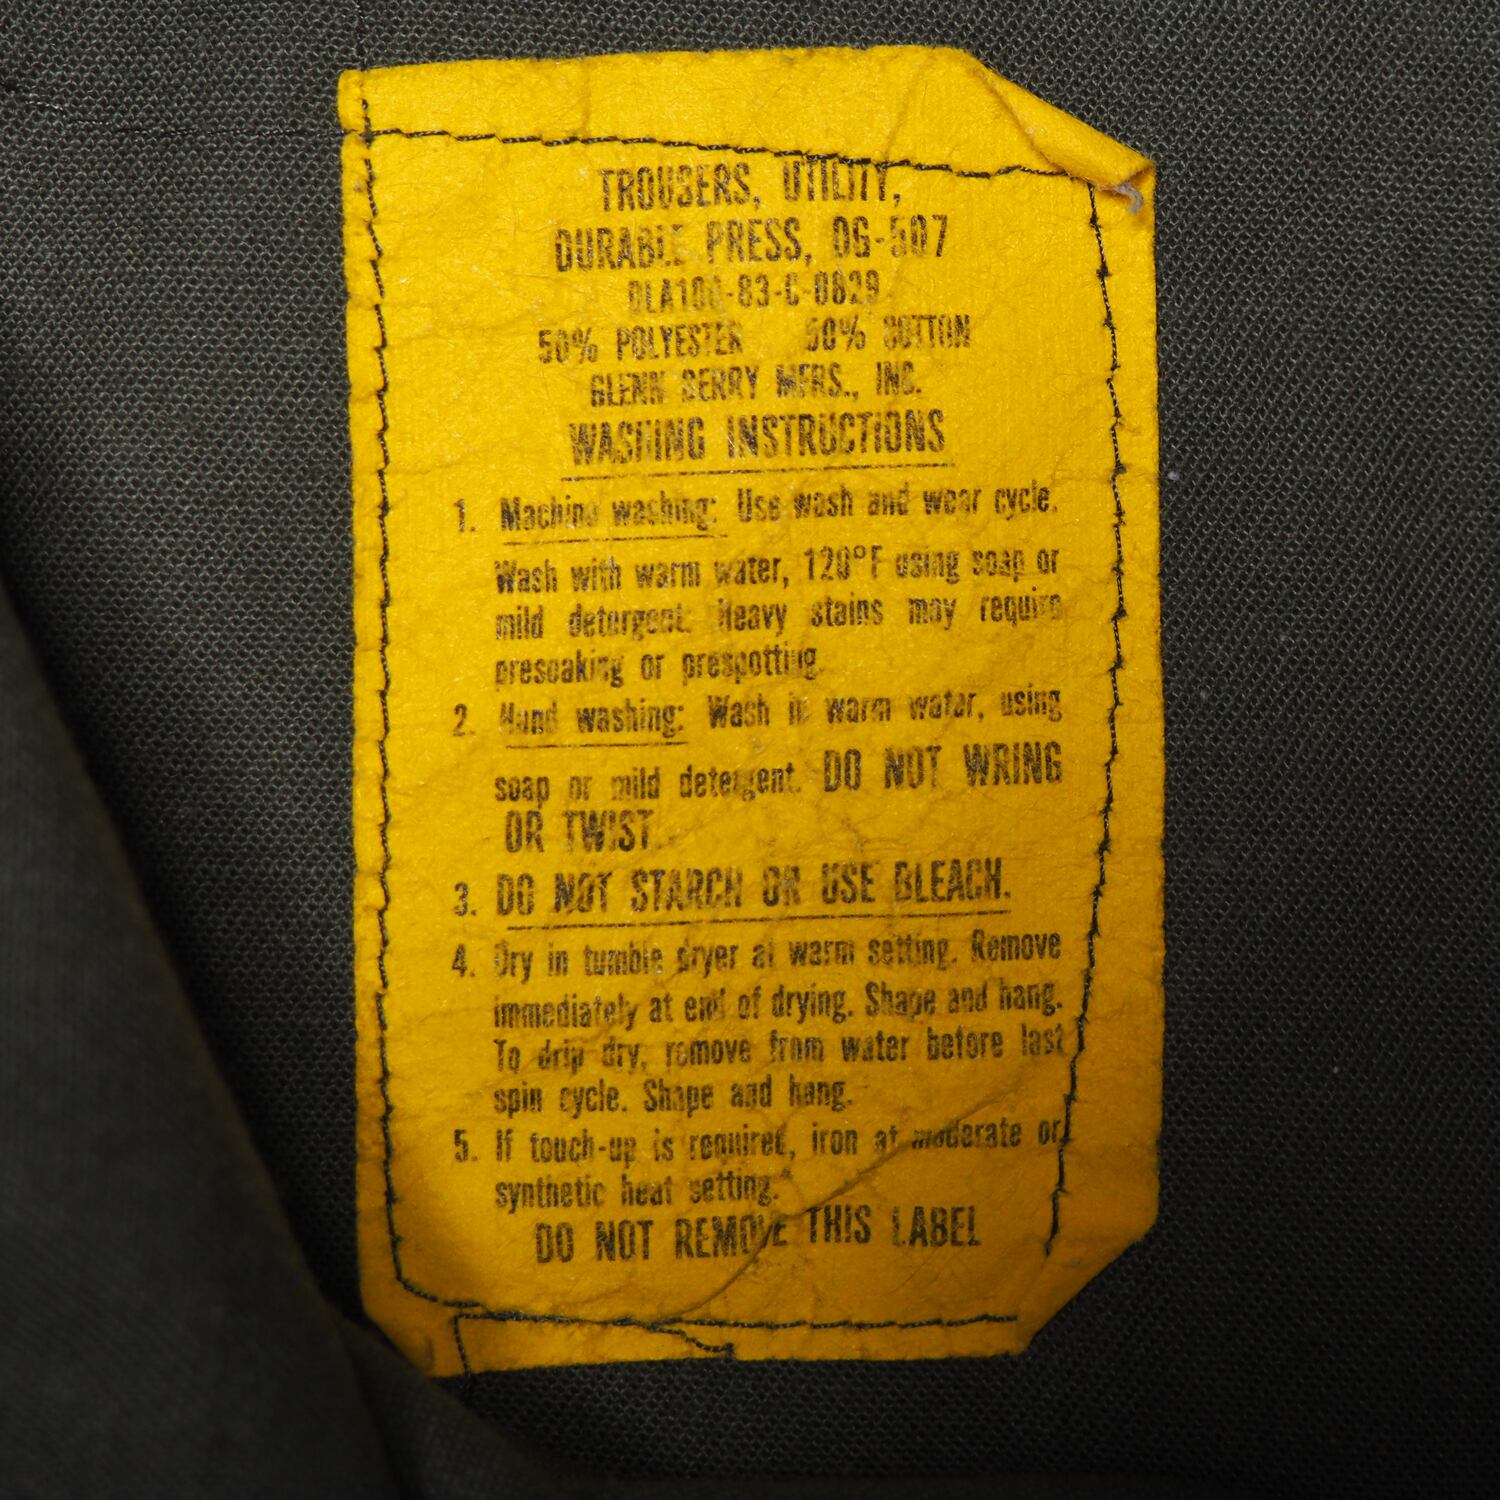 TROUSERS, UTILITY,
DURABLE PRESS, OG-507
DLA100-83-C-0829
50% POLYESTER 50% COTTON
GLENN BERRY MFRS., INC.
WASHING INSTRUCTIONS
1. Machine washing: Use wash and wear cycle.
Wash with warm water, 120°F using soap or
mild detergent. Heavy stains may require
presoaking or prespotting.
2. Hand washing: Wash in warm water, using
soap or mild detergent. DO NOT WRING
OR TWIST.
3. DO NOT STARCH OR USE BLEACH.
4. Dry in tumble dryer at warm setting. Remove
immediately at end of drying. Shape and hang.
To drip dry, remove from water before last
spin cycle. Shape and hang.
5. If touch-up is required, iron at moderate or
synthetic heat setting.
DO NOT REMOVE THIS LABEL